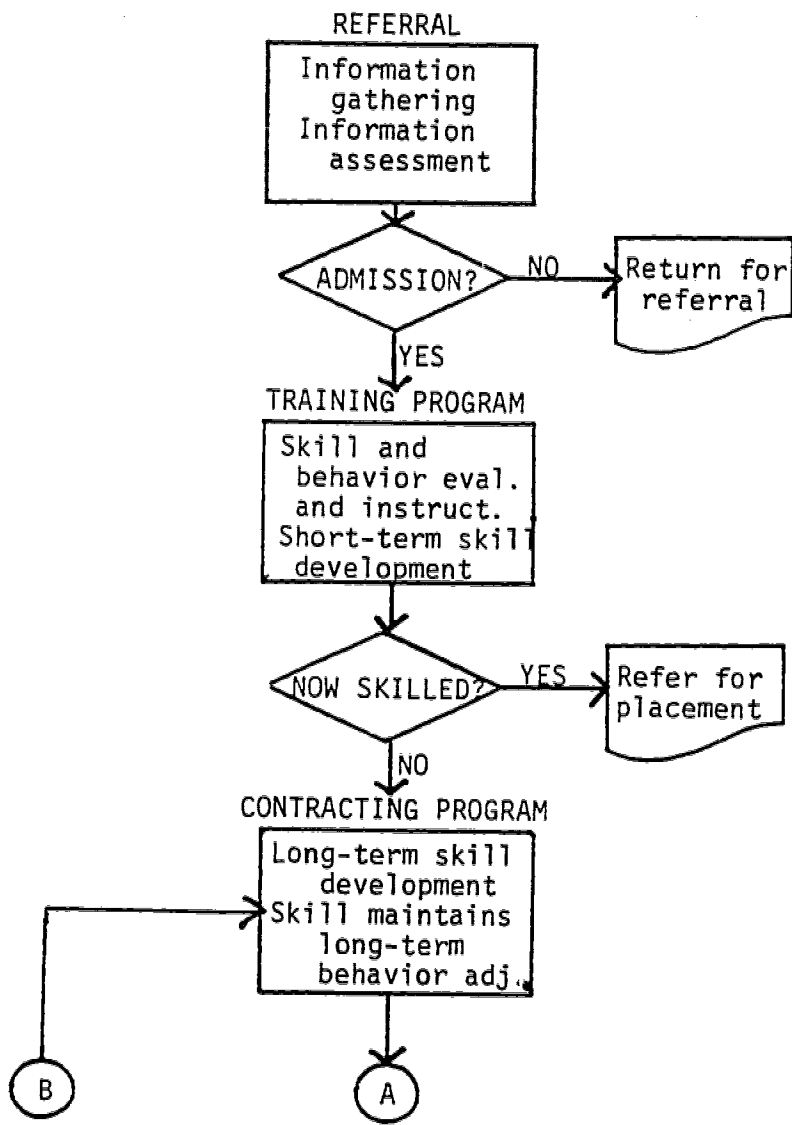 REFERRAL
Information
gathering
Information
assessment
ADMISSION?
NO
Return for
referral
YES
TRAINING PROGRAM
Skill and
behavior eval.
and instruct.
Short-term skill
development
NOW SKILLED?
YES
Refer for
placement
NO
CONTRACTING PROGRAM
Long-term skill
development
Skill maintains
long-term
behavior adj.
B
A